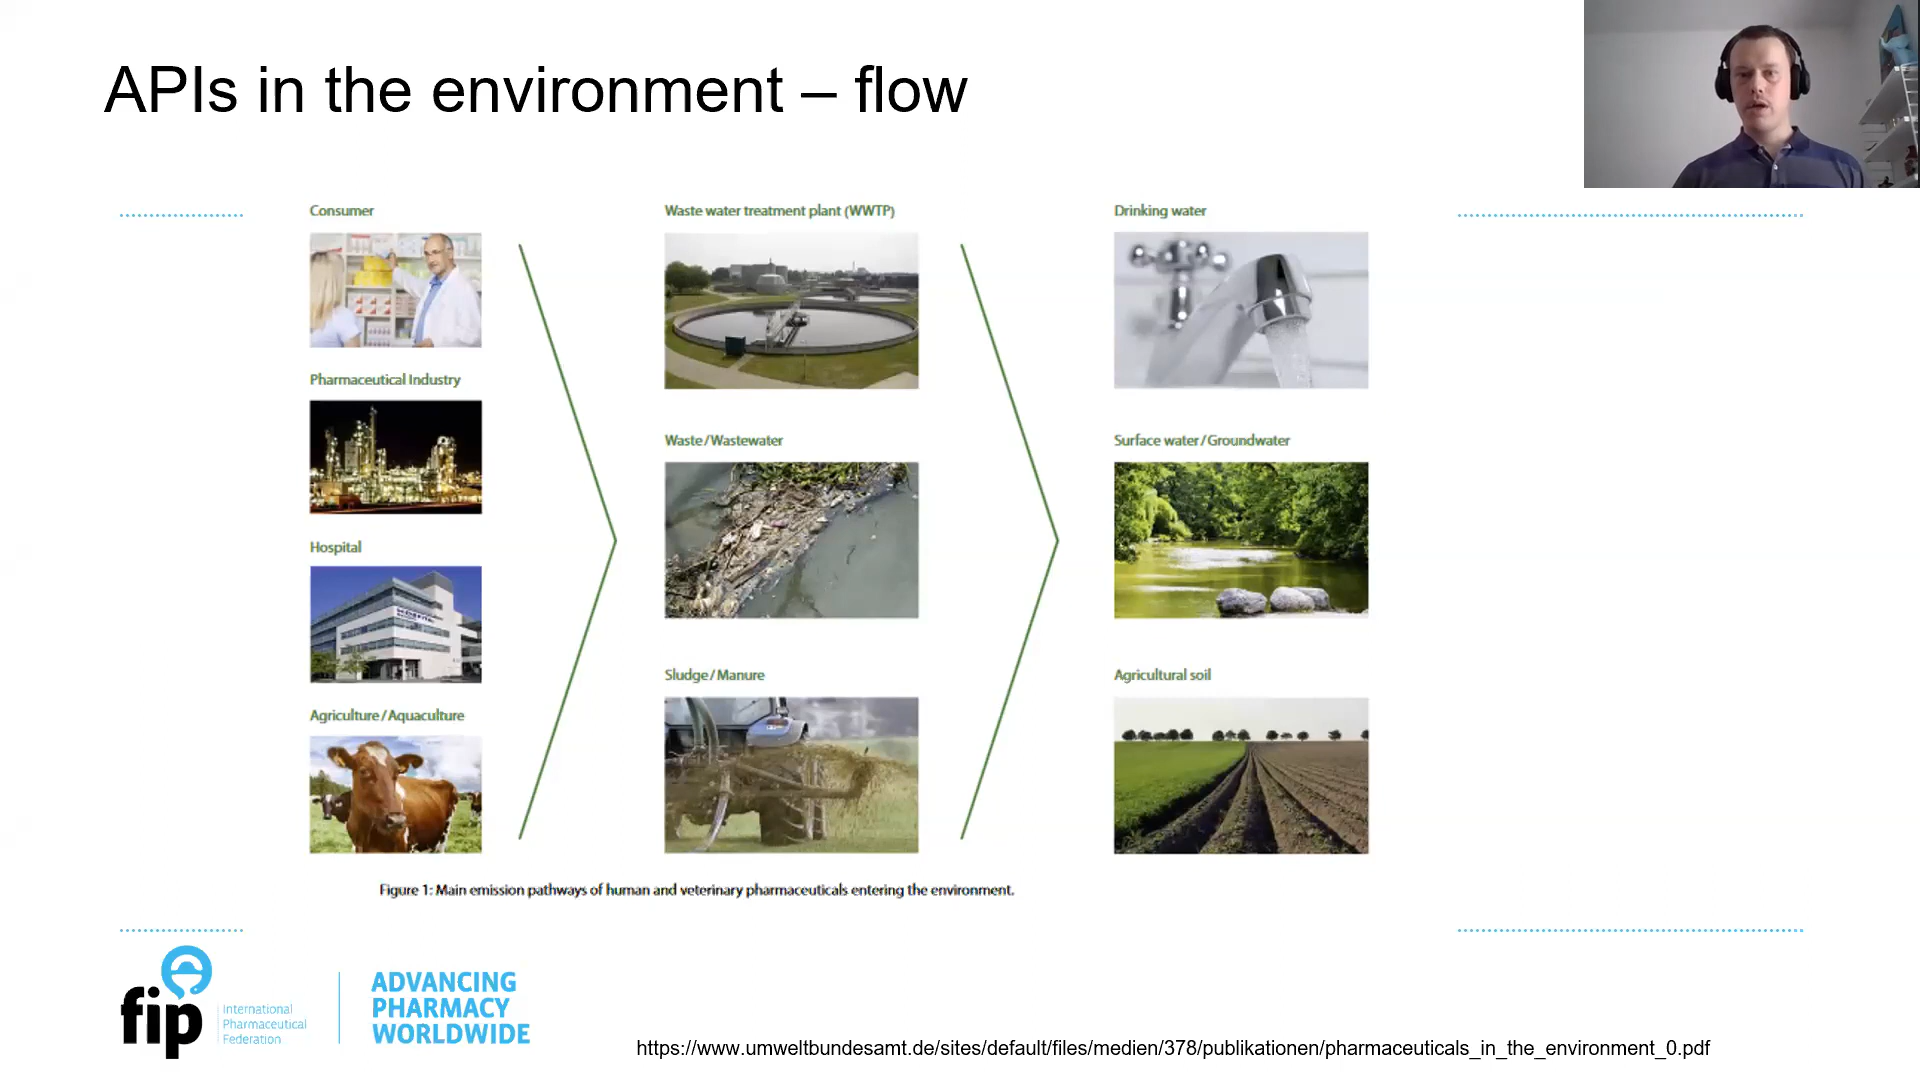 APIs in the environment – flow
Consumer
Pharmaceutical Industry
Hospital
Agriculture/Aquaculture
Waste water treatment plant (WWTP)
Waste/Wastewater
Sludge/Manure
Drinking water
Surface water/Groundwater
Agricultural soil
Figure 1: Main emission pathways of human and veterinary pharmaceuticals entering the environment.
fip
International
Pharmaceutical
Federation
ADVANCING
PHARMACY
WORLDWIDE
https://www.umweltbundesamt.de/sites/default/files/medien/378/publikationen/pharmaceuticals_in_the_environment_0.pdf